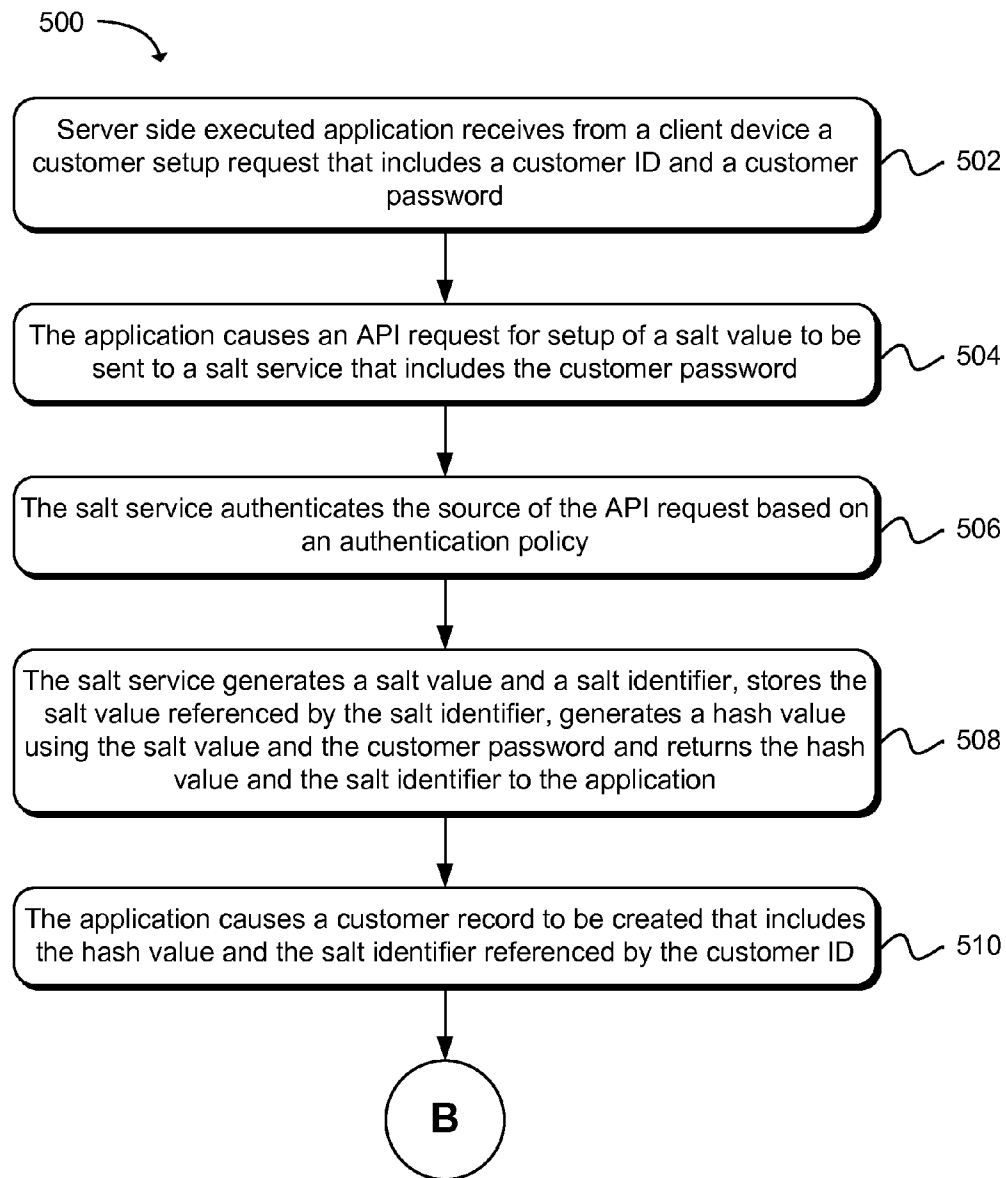 500
Server side executed application receives from a client device a
customer setup request that includes a customer ID and a customer
password
502
The application causes an API request for setup of a salt value to be
sent to a salt service that includes the customer password
504
The salt service authenticates the source of the API request based on
an authentication policy
506
The salt service generates a salt value and a salt identifier, stores the
salt value referenced by the salt identifier, generates a hash value
using the salt value and the customer password and returns the hash
value and the salt identifier to the application
508
The application causes a customer record to be created that includes
the hash value and the salt identifier referenced by the customer ID
510
B